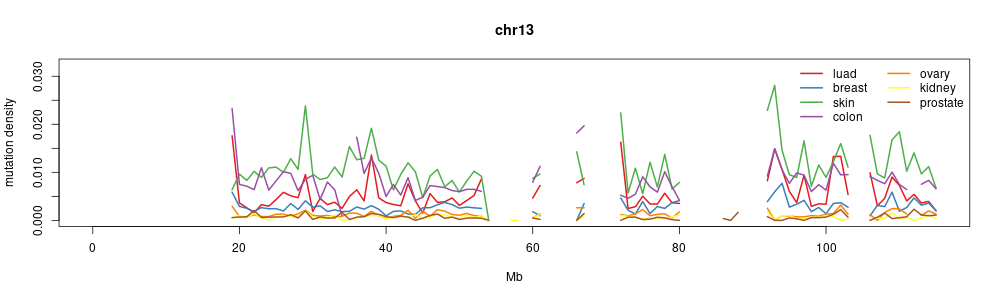 chr13
mutation density
0.030
0.020
0.010
0.000
luad
breast
skin
colon
ovary
kidney
prostate
0 20 40 60 80 100
Mb